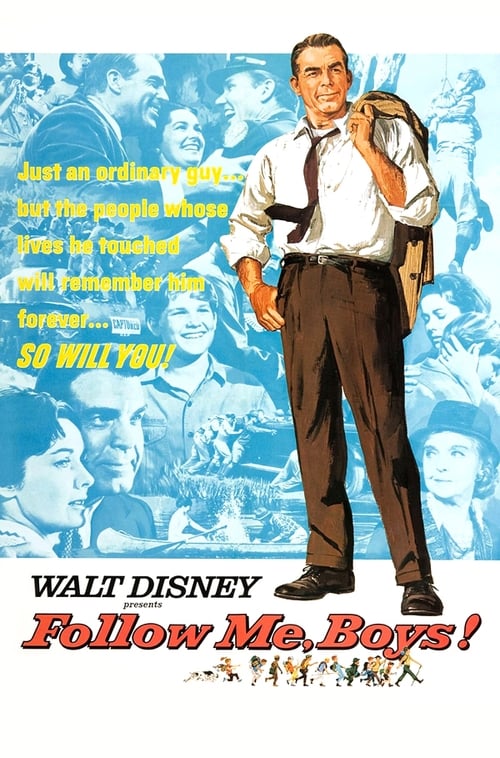 Just an ordinary guy...
but the people whose
lives he touched
will remember him
forever...
CAPTURED
SO WILL YOU!
WALT DISNEY
presents
Follow Me, Boys!